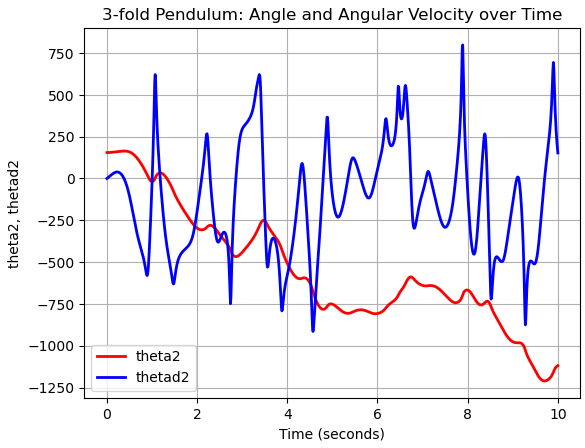 3-fold Pendulum: Angle and Angular Velocity over Time
theta2, thetad2
750
500
250
0
−250
−500
−750
−1000
−1250
theta2
thetad2
0 2 4 6 8 10
Time (seconds)